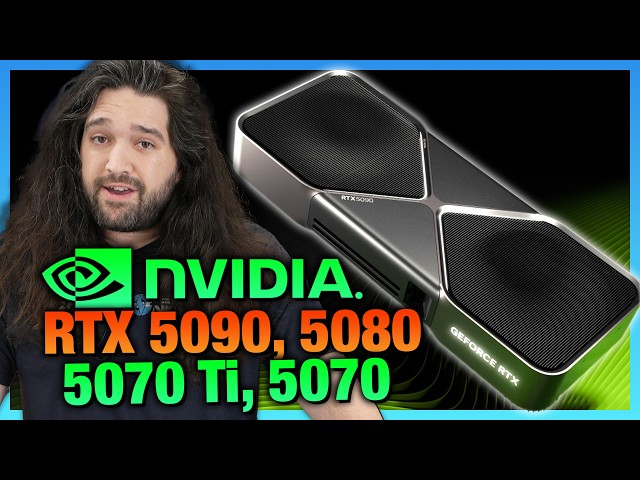 RTX 5090
NVIDIA.
RTX 5090, 5080
5070 Ti, 5070
GEFORCE RTX